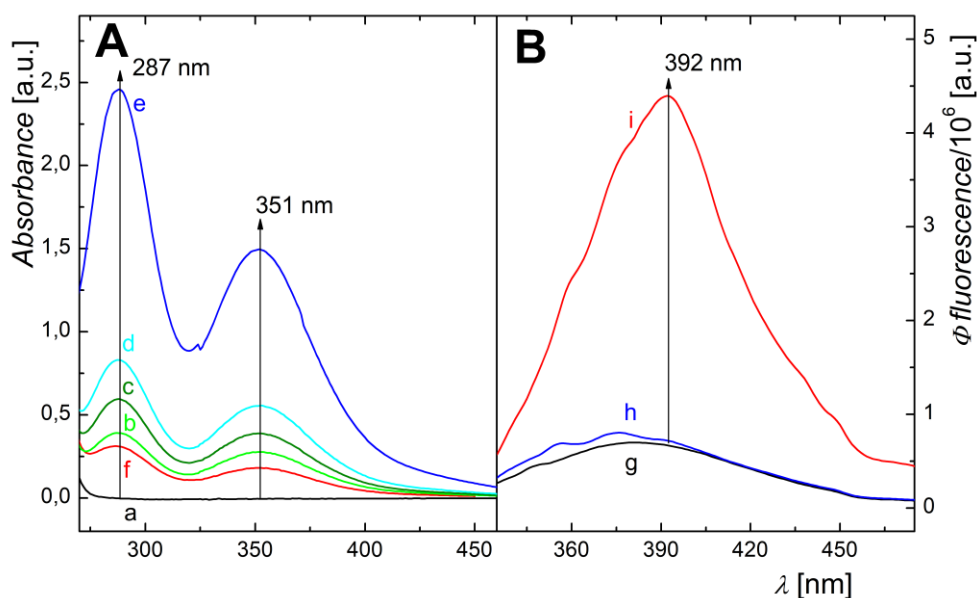 A
B
Absorbance [a.u.]
2,5
2,0
1,5
1,0
0,5
0,0
287 nm
351 nm
e
d
c
b
f
a
300
350
400
450
392 nm
i
h
g
360
390
420
450
5
4
3
2
1
0
Φ fluorescence/10⁶ [a.u.]
λ [nm]